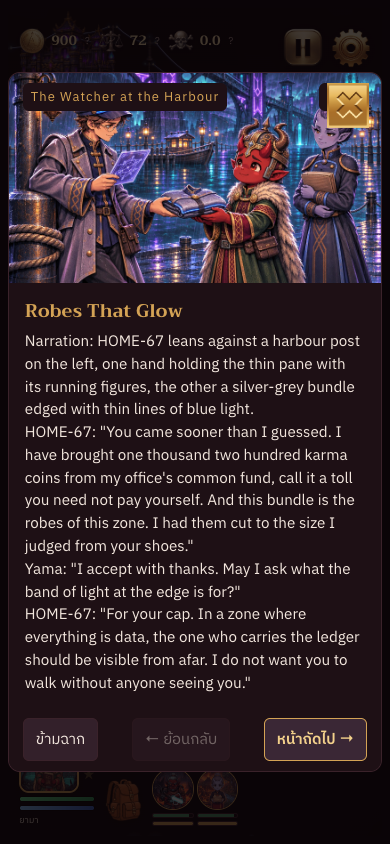 900 ?
72 ?
0.0 ?
The Watcher at the Harbour
Robes That Glow
Narration: HOME-67 leans against a harbour post
on the left, one hand holding the thin pane with
its running figures, the other a silver-grey bundle
edged with thin lines of blue light.
HOME-67: "You came sooner than I guessed. I
have brought one thousand two hundred karma
coins from my office's common fund, call it a toll
you need not pay yourself. And this bundle is the
robes of this zone. I had them cut to the size I
judged from your shoes."
Yama: "I accept with thanks. May I ask what the
band of light at the edge is for?"
HOME-67: "For your cap. In a zone where
everything is data, the one who carries the ledger
should be visible from afar. I do not want you to
walk without anyone seeing you."
ข้ามฉาก
← ย้อนกลับ
หน้าถัดไป →
ยามา